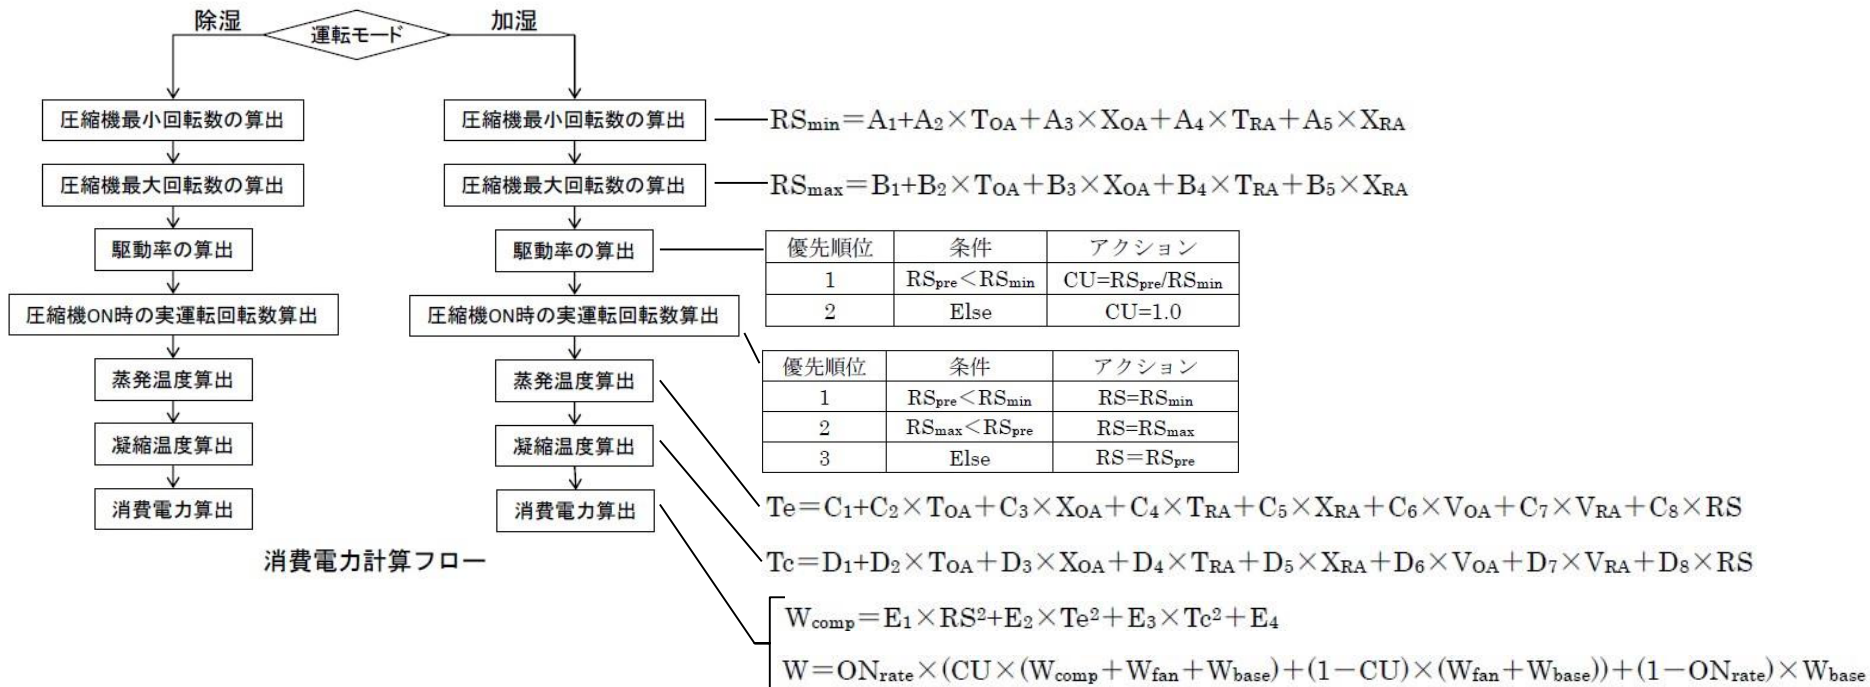 除湿
運転モード
加湿
圧縮機最小回転数の算出
圧縮機最大回転数の算出
駆動率の算出
圧縮機ON時の実運転回転数算出
蒸発温度算出
凝縮温度算出
消費電力算出
圧縮機最小回転数の算出
圧縮機最大回転数の算出
駆動率の算出
圧縮機ON時の実運転回転数算出
蒸発温度算出
凝縮温度算出
消費電力算出
消費電力計算フロー
RSmin=A1+A2×TOA+A3×XOA+A4×TRA+A5×XRA
RSmax=B1+B2×TOA+B3×XOA+B4×TRA+B5×XRA
優先順位 条件 アクション
1 RSpre<RSmin CU=RSpre/RSmin
2 Else CU=1.0
優先順位 条件 アクション
1 RSpre<RSmin RS=RSmin
2 RSmax<RSpre RS=RSmax
3 Else RS=RSpre
Te=C1+C2×TOA+C3×XOA+C4×TRA+C5×XRA+C6×VOA+C7×VRA+C8×RS
Tc=D1+D2×TOA+D3×XOA+D4×TRA+D5×XRA+D6×VOA+D7×VRA+D8×RS
Wcomp=E1×RS²+E2×Te²+E3×Tc²+E4
W=ONrate×(CU×(Wcomp+Wfan+Wbase)+(1−CU)×(Wfan+Wbase))+(1−ONrate)×Wbase